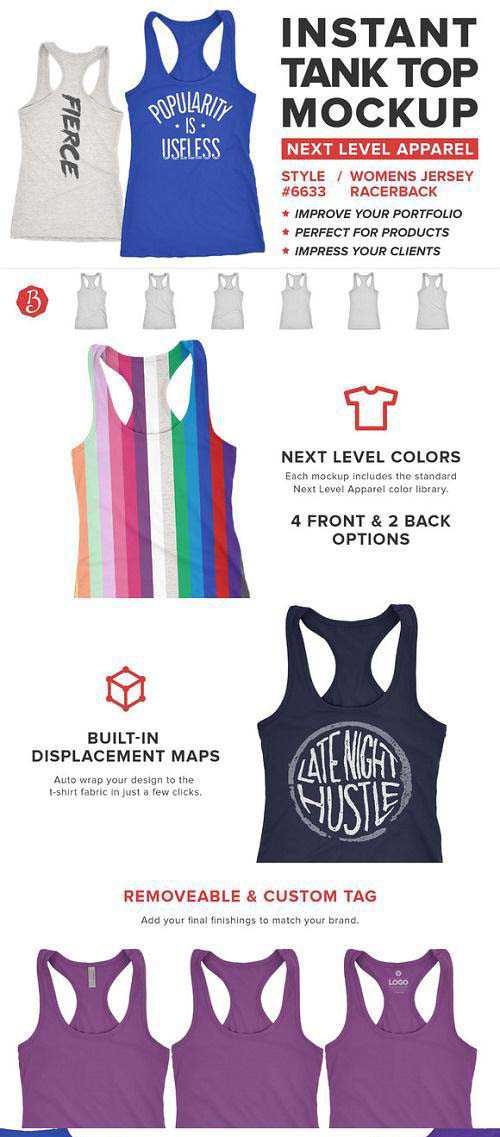 INSTANT
TANK TOP
MOCKUP
NEXT LEVEL APPAREL
STYLE / WOMENS JERSEY
#6633 RACERBACK
IMPROVE YOUR PORTFOLIO
PERFECT FOR PRODUCTS
IMPRESS YOUR CLIENTS
FIERCE
POPULARITY
IS
USELESS
B
NEXT LEVEL COLORS
Each mockup includes the standard
Next Level Apparel color library.
4 FRONT & 2 BACK
OPTIONS
BUILT-IN
DISPLACEMENT MAPS
Auto wrap your design to the
t-shirt fabric in just a few clicks.
LATE NIGHT
HUSTLE
REMOVEABLE & CUSTOM TAG
Add your final finishings to match your brand.
LOGO